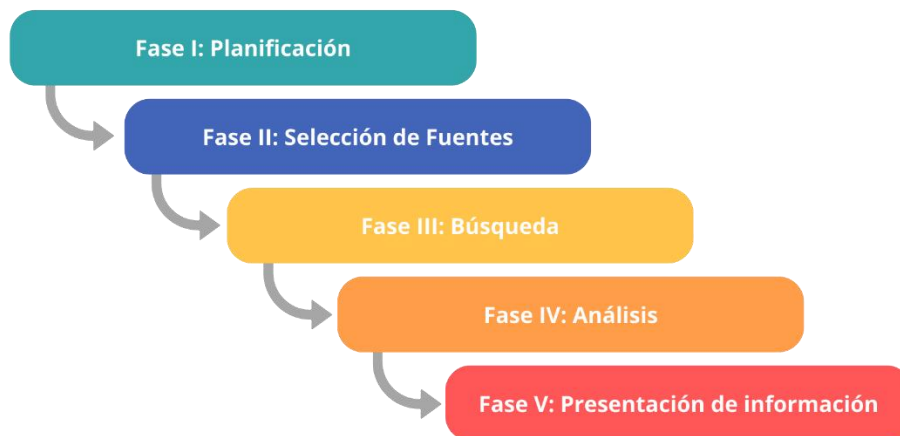 Fase I: Planificación
Fase II: Selección de Fuentes
Fase III: Búsqueda
Fase IV: Análisis
Fase V: Presentación de información